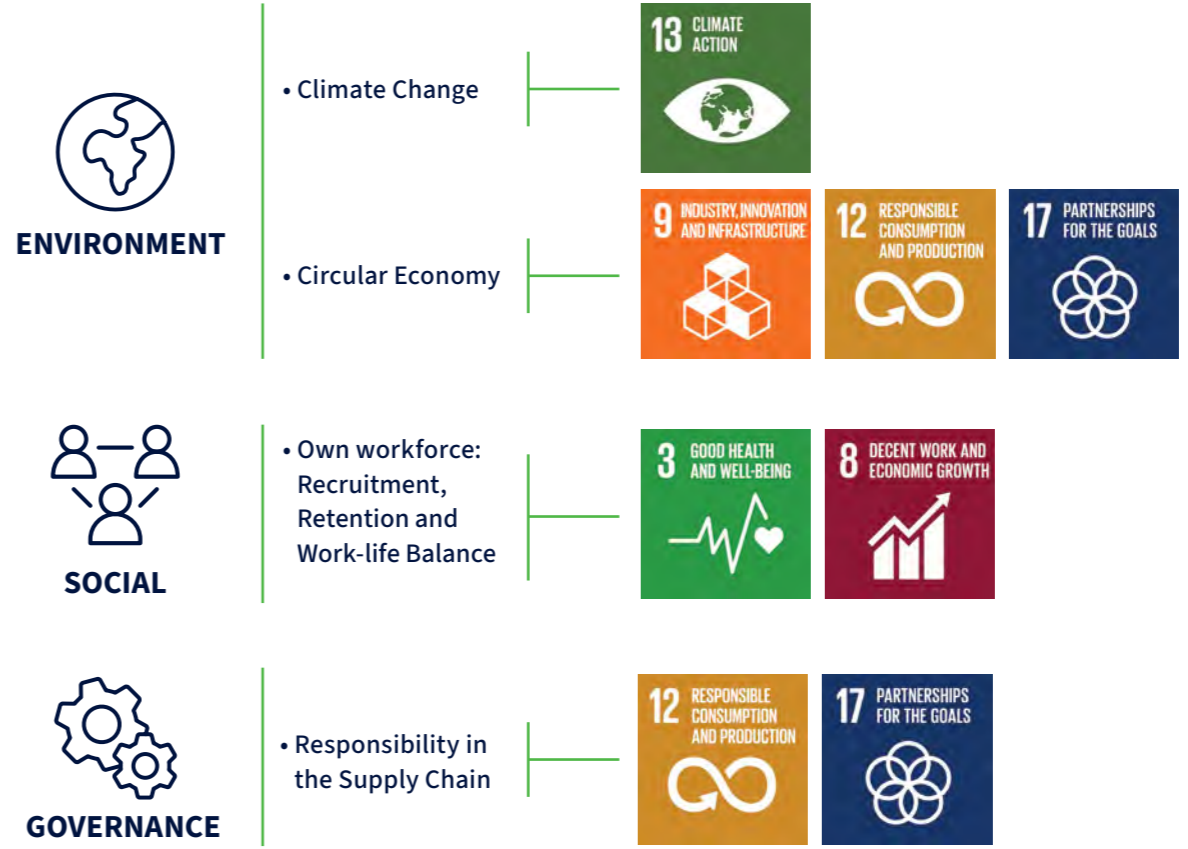 ENVIRONMENT
• Climate Change
13 CLIMATE
ACTION
• Circular Economy
9 INDUSTRY, INNOVATION
AND INFRASTRUCTURE
12 RESPONSIBLE
CONSUMPTION
AND PRODUCTION
17 PARTNERSHIPS
FOR THE GOALS
SOCIAL
• Own workforce:
Recruitment,
Retention and
Work-life Balance
3 GOOD HEALTH
AND WELL-BEING
8 DECENT WORK AND
ECONOMIC GROWTH
GOVERNANCE
• Responsibility in
the Supply Chain
12 RESPONSIBLE
CONSUMPTION
AND PRODUCTION
17 PARTNERSHIPS
FOR THE GOALS